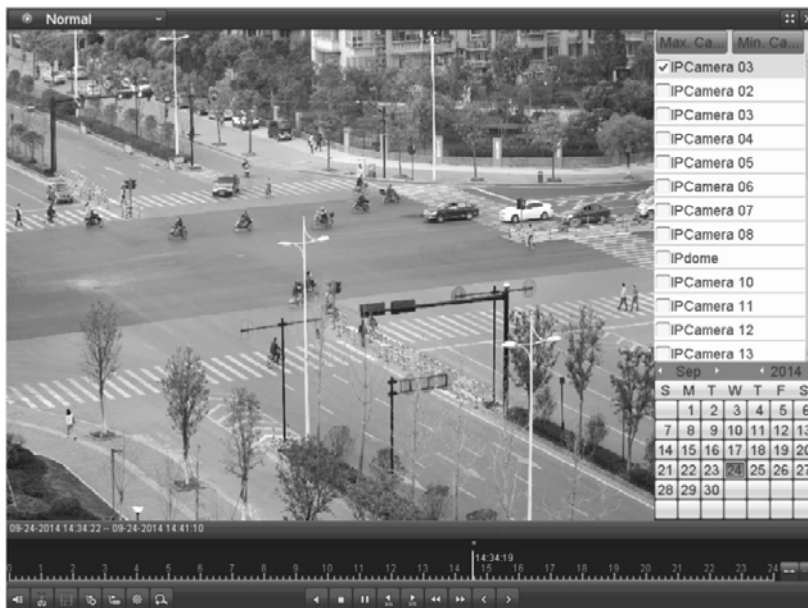 Normal
Max. Ca... Min. Ca...
IPCamera 03
IPCamera 02
IPCamera 03
IPCamera 04
IPCamera 05
IPCamera 06
IPCamera 07
IPCamera 08
IPdome
IPCamera 10
IPCamera 11
IPCamera 12
IPCamera 13
Sep 2014
S M T W T F S
1 2 3 4 5 6
7 8 9 10 11 12 13
14 15 16 17 18 19 20
21 22 23 24 25 26 27
28 29 30
09-24-2014 14:34:22 -- 09-24-2014 14:41:10
14:34:19
0 1 2 3 4 5 6 7 8 9 10 11 12 13 14 15 16 17 18 19 20 21 22 23 24